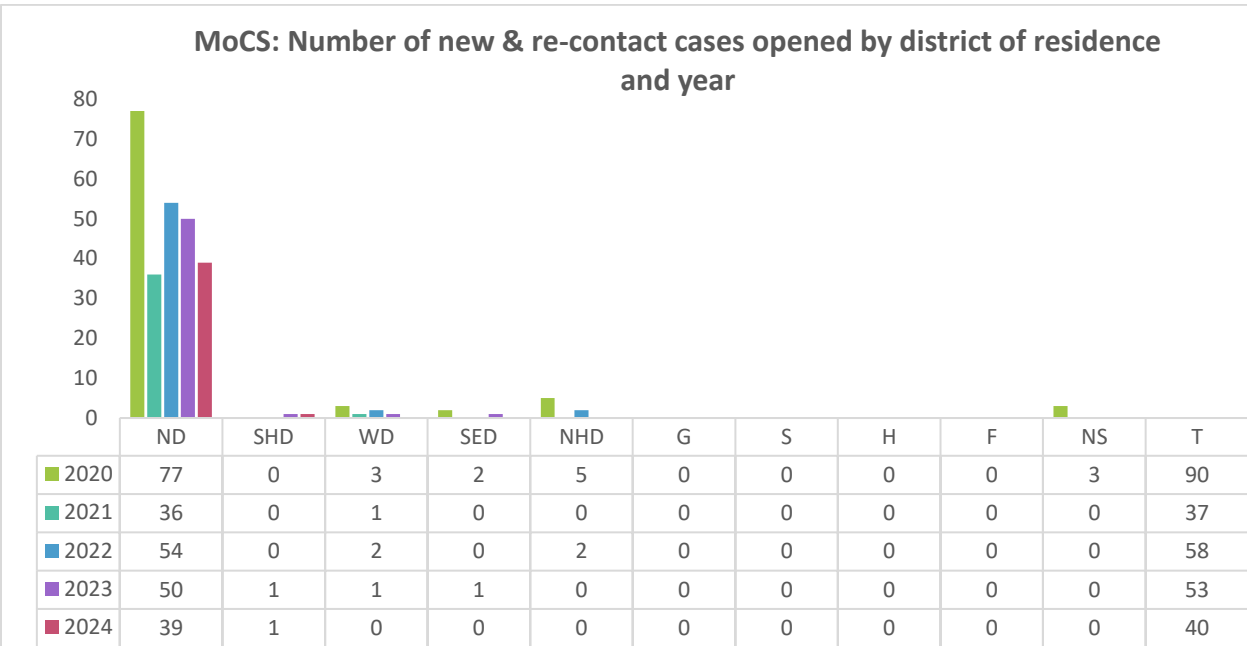 MoCS: Number of new & re-contact cases opened by district of residence
and year
80
70
60
50
40
30
20
10
0
ND SHD WD SED NHD G S H F NS T
2020 77 0 3 2 5 0 0 0 0 3 90
2021 36 0 1 0 0 0 0 0 0 0 37
2022 54 0 2 0 2 0 0 0 0 0 58
2023 50 1 1 1 0 0 0 0 0 0 53
2024 39 1 0 0 0 0 0 0 0 0 40